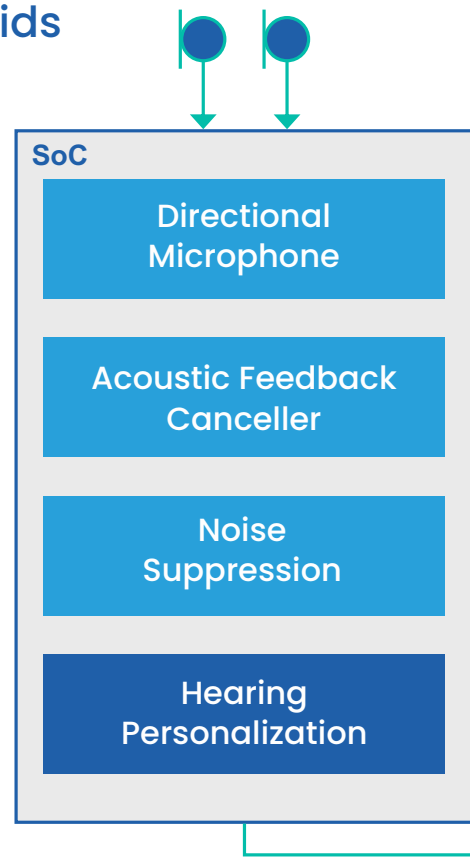 ids
SoC
Directional
Microphone
Acoustic Feedback
Canceller
Noise
Suppression
Hearing
Personalization